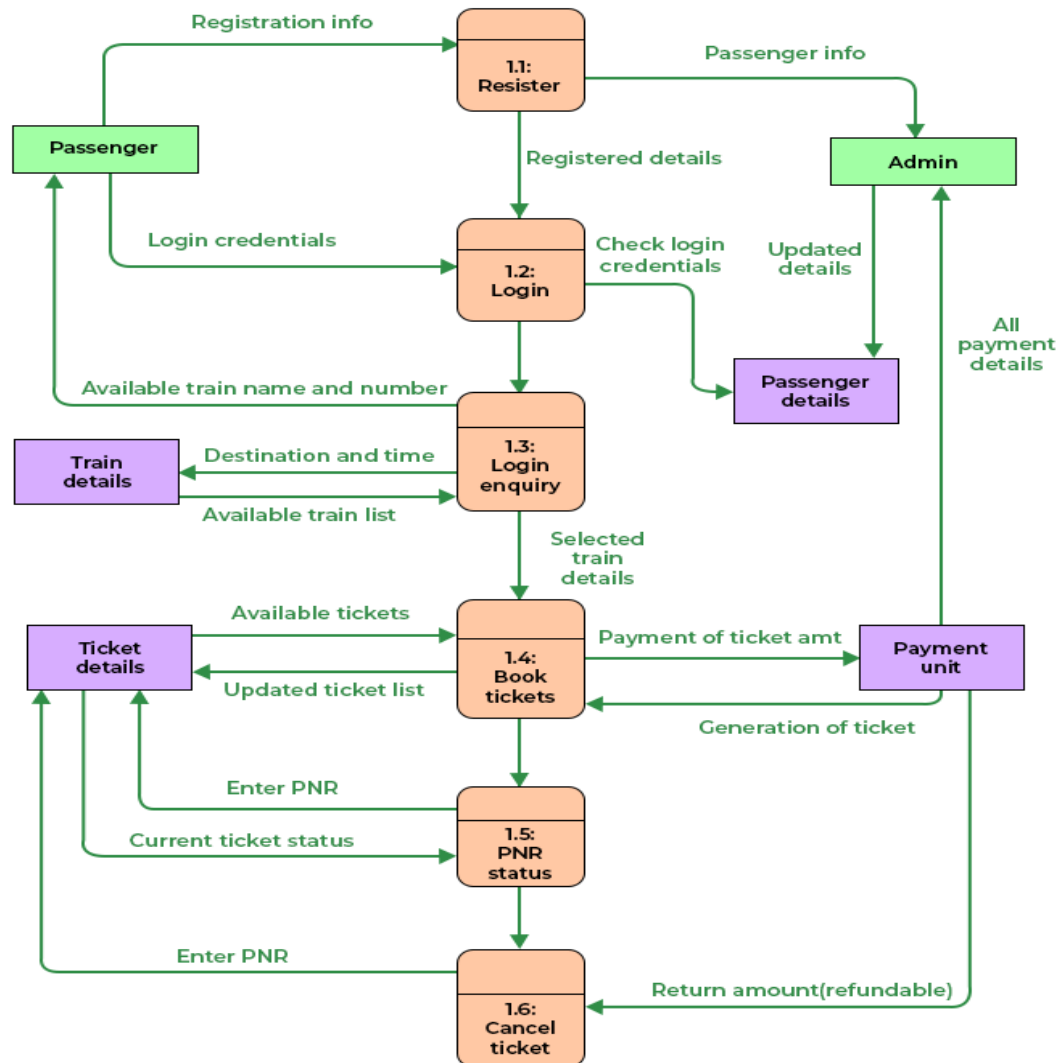 Registration info
1.1:
Resister
Passenger info
Passenger
Registered details
Admin
Login credentials
1.2:
Login
Check login
credentials
Updated
details
All
payment
details
Available train name and number
Passenger
details
1.3:
Login
enquiry
Train
details
Destination and time
Available train list
Selected
train
details
Available tickets
Ticket
details
Updated ticket list
1.4:
Book
tickets
Payment of ticket amt
Payment
unit
Generation of ticket
Enter PNR
Current ticket status
1.5:
PNR
status
Enter PNR
Return amount(refundable)
1.6:
Cancel
ticket